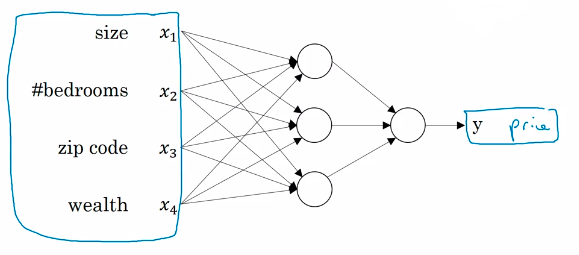 size x₁
#bedrooms x₂
zip code x₃
wealth x₄
y price